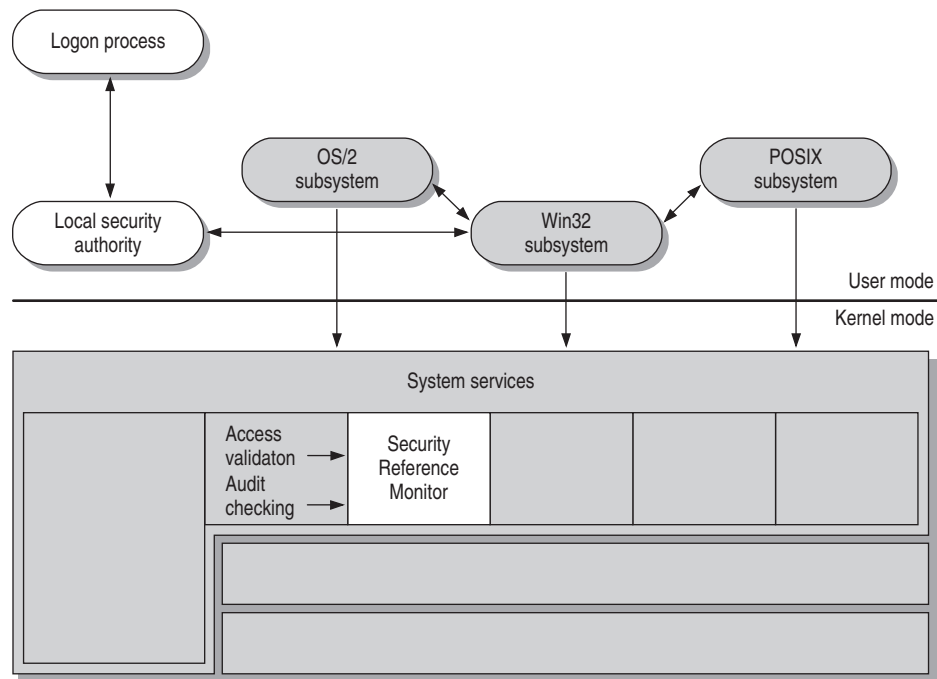 Logon process
OS/2
subsystem
POSIX
subsystem
Local security
authority
Win32
subsystem
User mode
Kernel mode
System services
Access
validaton
Audit
checking
Security
Reference
Monitor